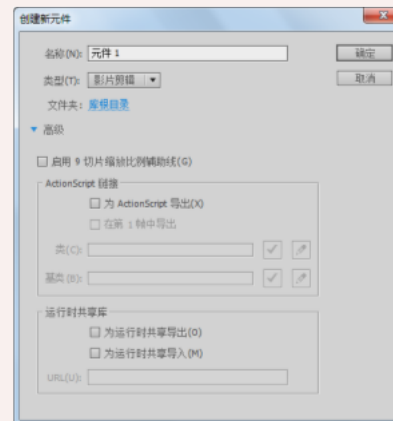 创建新元件
名称(N): 元件 1
确定
类型(T): 影片剪辑
取消
文件夹: 库根目录
高级
启用 9 切片缩放比例辅助线(G)
ActionScript 链接
为 ActionScript 导出(X)
在第 1 帧中导出
类(C):
基类(B):
运行时共享库
为运行时共享导出(O)
为运行时共享导入(M)
URL(U):